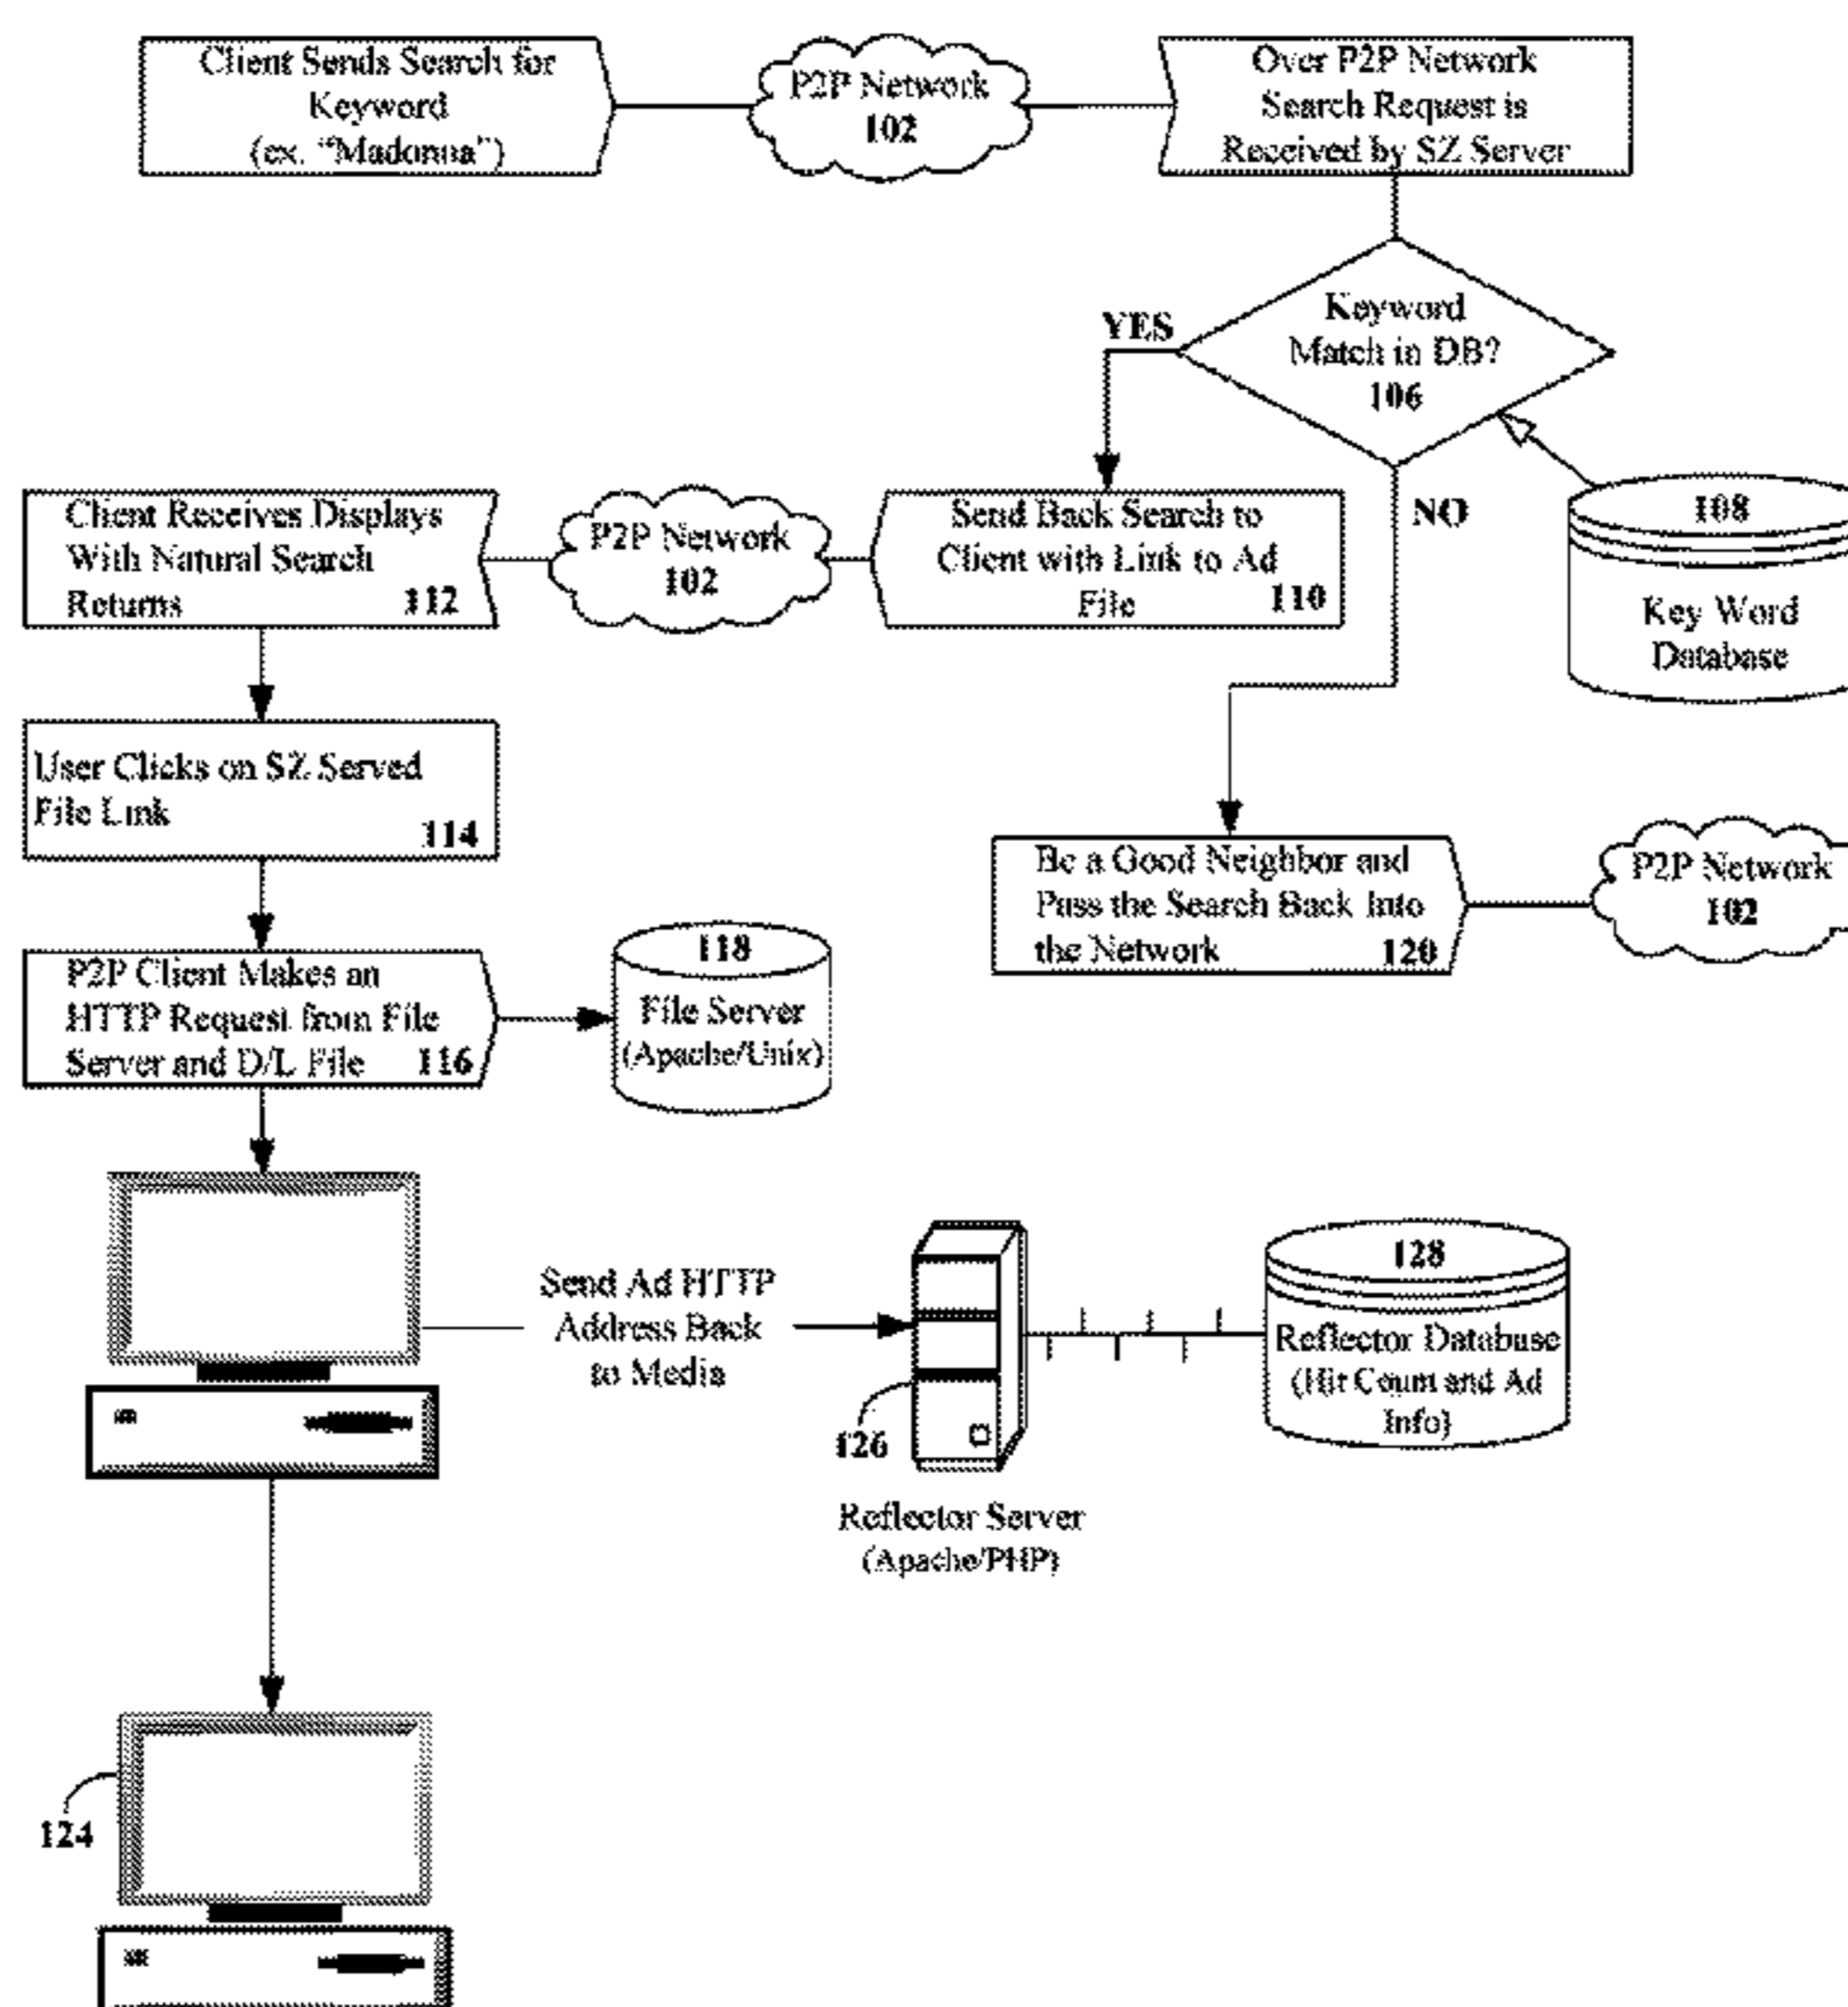 Client Sends Search for
Keyword
(ex. “Madonna”)
P2P Network
102
Over P2P Network
Search Request is
Received by SZ Server
Keyword
Match in DB?
106
YES
NO
108
Key Word
Database
Send Back Search to
Client with Link to Ad
File 110
P2P Network
102
Client Receives Displays
With Natural Search
Returns 112
User Clicks on SZ Served
File Link
114
Be a Good Neighbor and
Pass the Search Back Into
the Network 120
P2P Network
102
P2P Client Makes an
HTTP Request from File
Server and D/L File 116
118
File Server
(Apache/Unix)
Send Ad HTTP
Address Back
to Media
126
Reflector Server
(Apache/PHP)
128
Reflector Database
(Hit Count and Ad
Info)
124